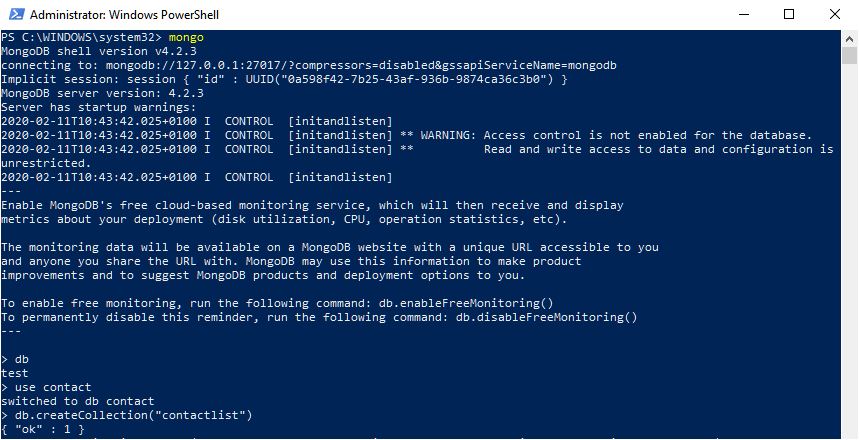 Administrator: Windows PowerShell
PS C:\WINDOWS\system32> mongo
MongoDB shell version v4.2.3
connecting to: mongodb://127.0.0.1:27017/?compressors=disabled&gssapiServiceName=mongodb
Implicit session: session { "id" : UUID("0a598f42-7b25-43af-936b-9874ca36c3b0") }
MongoDB server version: 4.2.3
Server has startup warnings:
2020-02-11T10:43:42.025+0100 I  CONTROL  [initandlisten]
2020-02-11T10:43:42.025+0100 I  CONTROL  [initandlisten] ** WARNING: Access control is not enabled for the database.
2020-02-11T10:43:42.025+0100 I  CONTROL  [initandlisten] **          Read and write access to data and configuration is
unrestricted.
2020-02-11T10:43:42.025+0100 I  CONTROL  [initandlisten]
---
Enable MongoDB's free cloud-based monitoring service, which will then receive and display
metrics about your deployment (disk utilization, CPU, operation statistics, etc).

The monitoring data will be available on a MongoDB website with a unique URL accessible to you
and anyone you share the URL with. MongoDB may use this information to make product
improvements and to suggest MongoDB products and deployment options to you.

To enable free monitoring, run the following command: db.enableFreeMonitoring()
To permanently disable this reminder, run the following command: db.disableFreeMonitoring()
---

> db
test
> use contact
switched to db contact
> db.createCollection("contactlist")
{ "ok" : 1 }